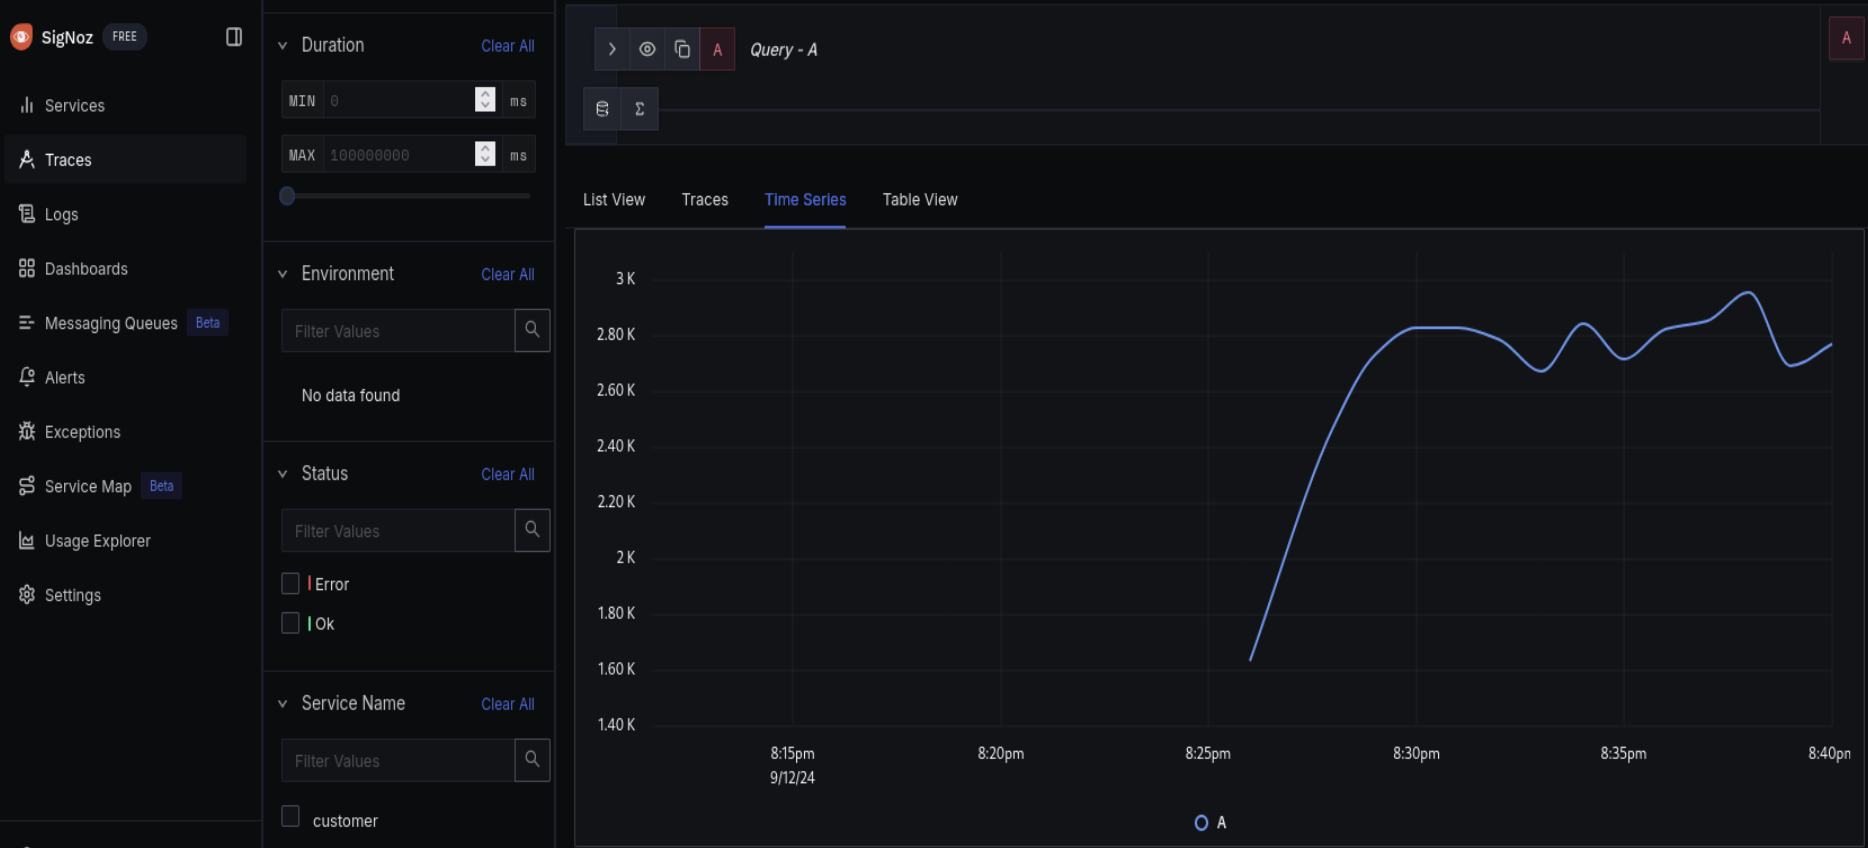 SigNoz FREE
Services
Traces
Logs
Dashboards
Messaging Queues Beta
Alerts
Exceptions
Service Map Beta
Usage Explorer
Settings
Duration Clear All
MIN 0 ms
MAX 100000000 ms
Environment Clear All
Filter Values
No data found
Status Clear All
Filter Values
Error
Ok
Service Name Clear All
Filter Values
customer
A Query - A
A
Σ
List View Traces Time Series Table View
3 K
2.80 K
2.60 K
2.40 K
2.20 K
2 K
1.80 K
1.60 K
1.40 K
8:15pm 8:20pm 8:25pm 8:30pm 8:35pm 8:40pm
9/12/24
A